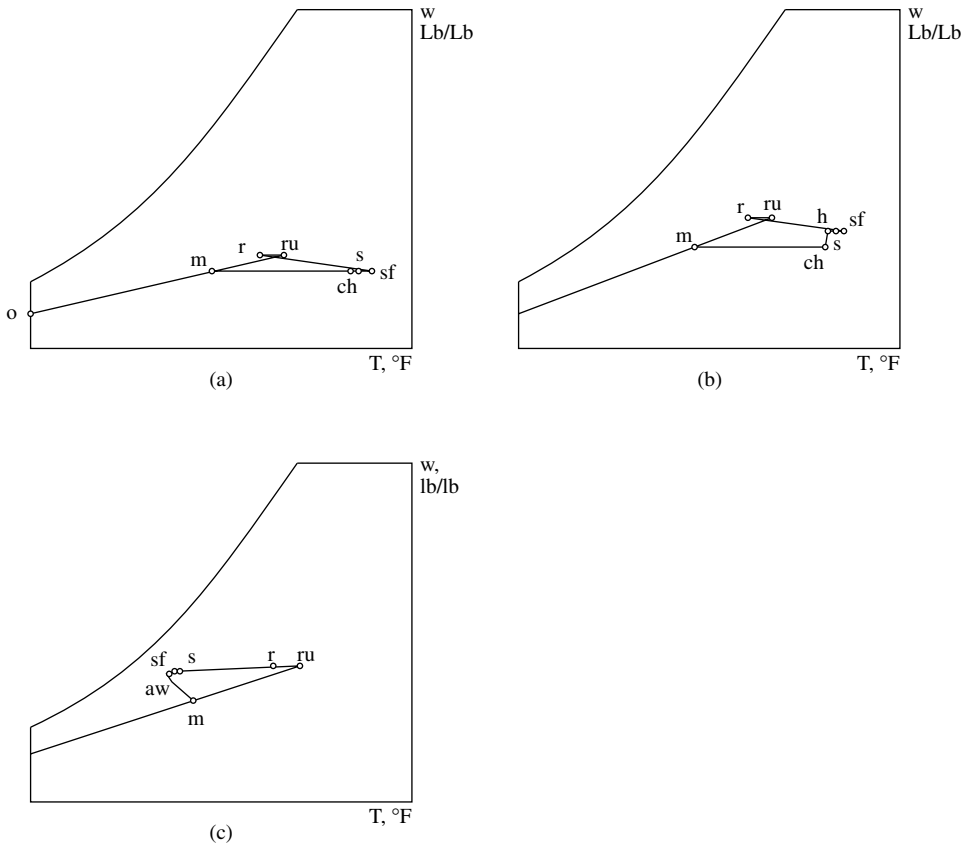 w
Lb/Lb
r
ru
s
m
ch
sf
o
T, °F
(a)
w
Lb/Lb
r
ru
h
sf
m
s
ch
T, °F
(b)
w,
lb/lb
sf
s
r
ru
aw
m
T, °F
(c)